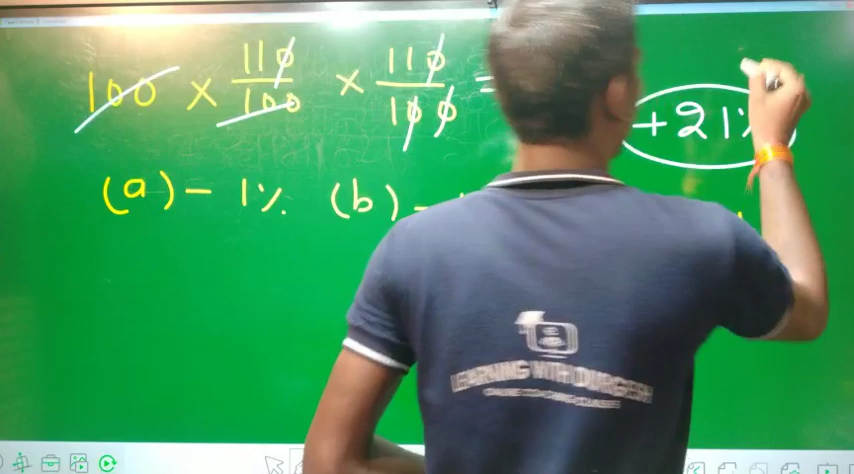 100 × 110/100 × 110/100 = +21%
(a) - 1% (b) -
LEARNING WITH DURGESH